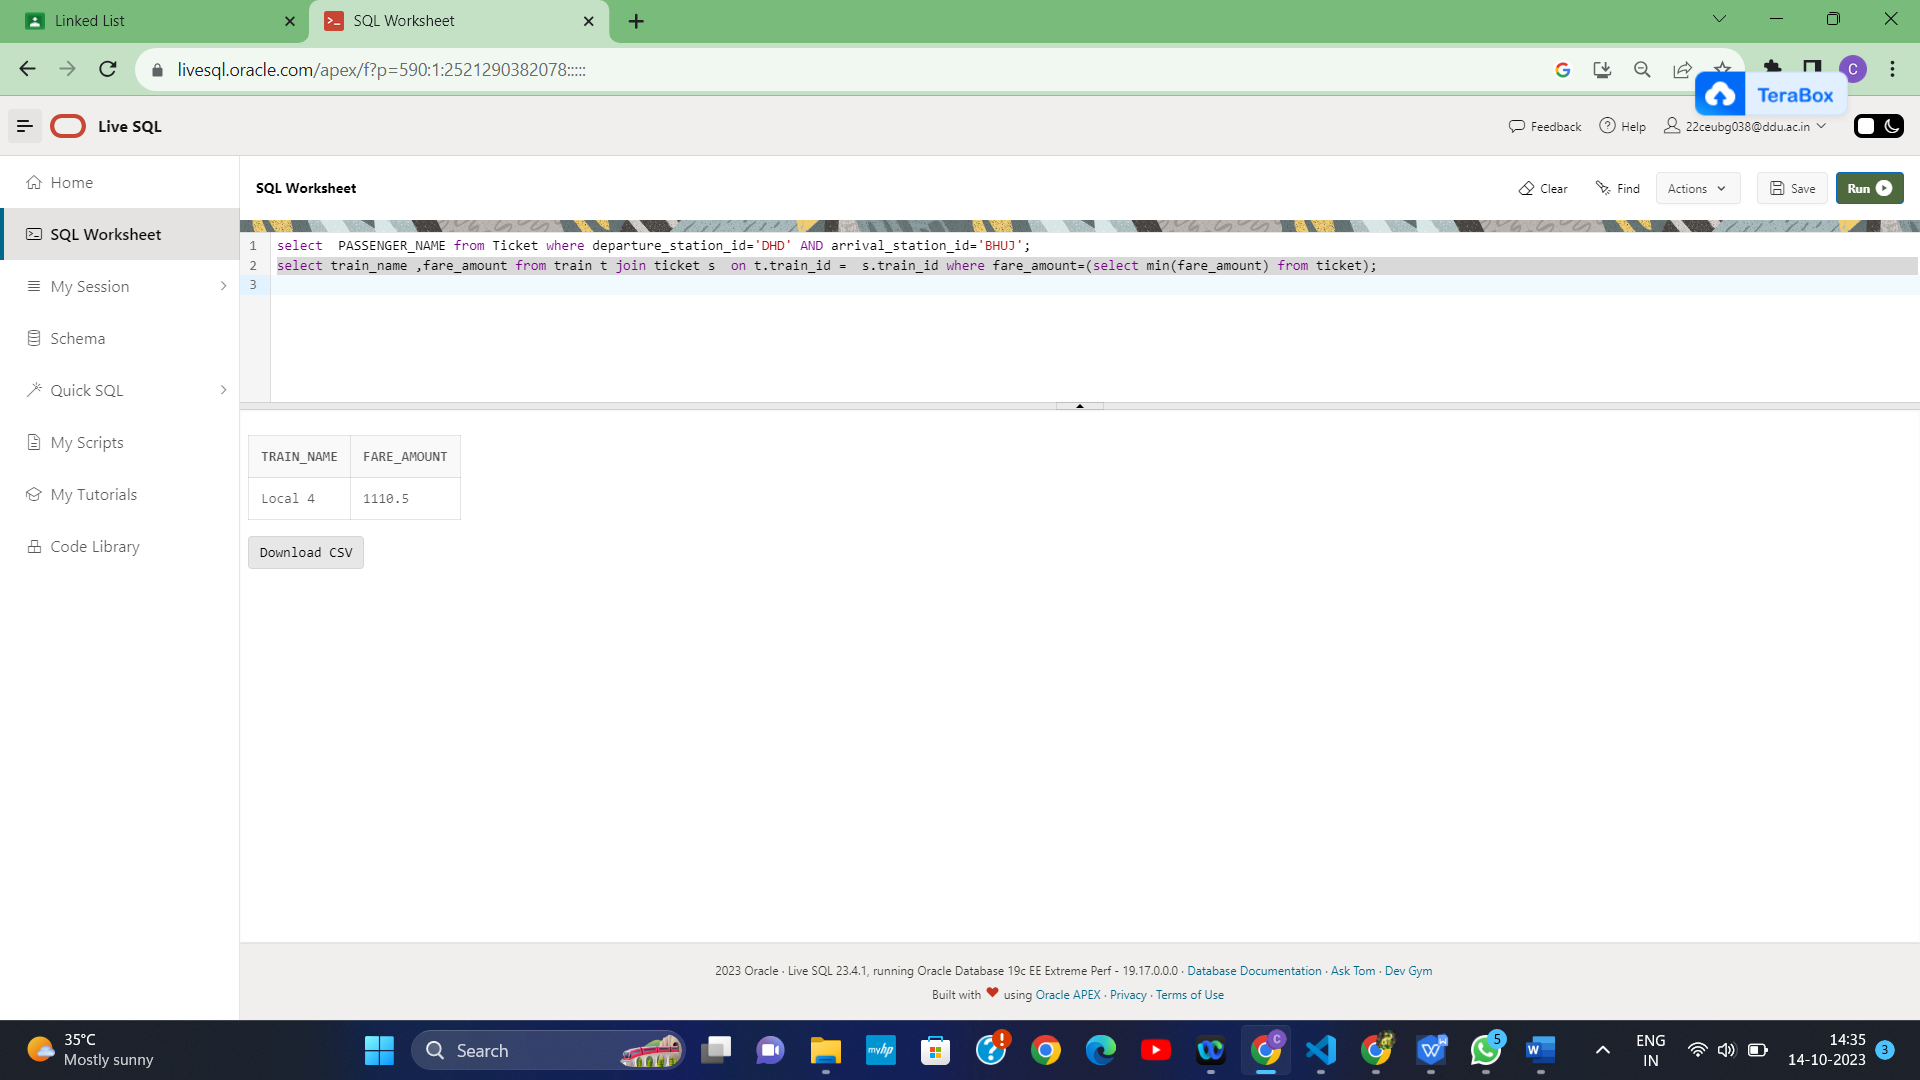 Linked List
SQL Worksheet
livesql.oracle.com/apex/f?p=590:1:2521290382078:::::
C
TeraBox
Live SQL
Feedback
Help
22ceubg038@ddu.ac.in
Home
SQL Worksheet
My Session
Schema
Quick SQL
My Scripts
My Tutorials
Code Library
SQL Worksheet
Clear
Find
Actions
Save
Run
1 select  PASSENGER_NAME from Ticket where departure_station_id='DHD' AND arrival_station_id='BHUJ';
2 select train_name ,fare_amount from train t join ticket s  on t.train_id =  s.train_id where fare_amount=(select min(fare_amount) from ticket);
3
TRAIN_NAME FARE_AMOUNT
Local 4 1110.5
Download CSV
2023 Oracle · Live SQL 23.4.1, running Oracle Database 19c EE Extreme Perf - 19.17.0.0.0 · Database Documentation · Ask Tom · Dev Gym
Built with ❤ using Oracle APEX · Privacy · Terms of Use
35°C
Mostly sunny
Search
myhp
C
5
ENG
IN
14:35
14-10-2023
3